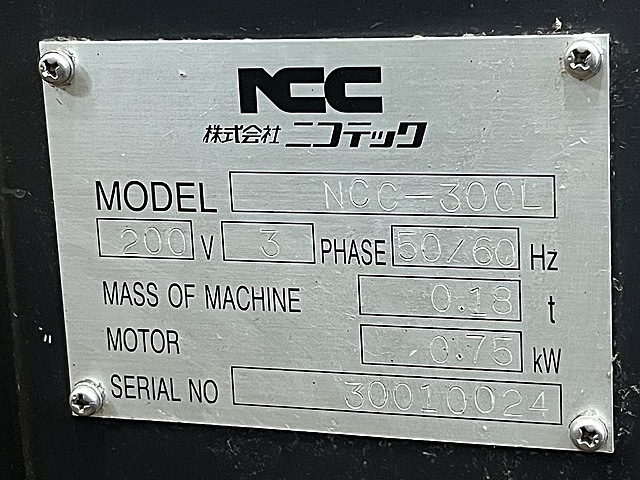 NCC
株式会社 ニコテック
MODEL NCC-300L
200 V 3 PHASE 50/60 Hz
MASS OF MACHINE 0.18 t
MOTOR 0.75 kW
SERIAL NO 30010024